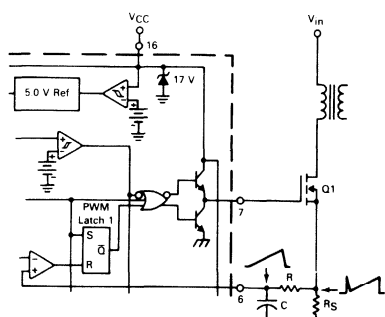 VCC
Vin
16
17 V
5.0 V Ref
+
−
+
−
7
Q1
PWM
Latch 1
S
Q
R
−
+
6
R
C
RS